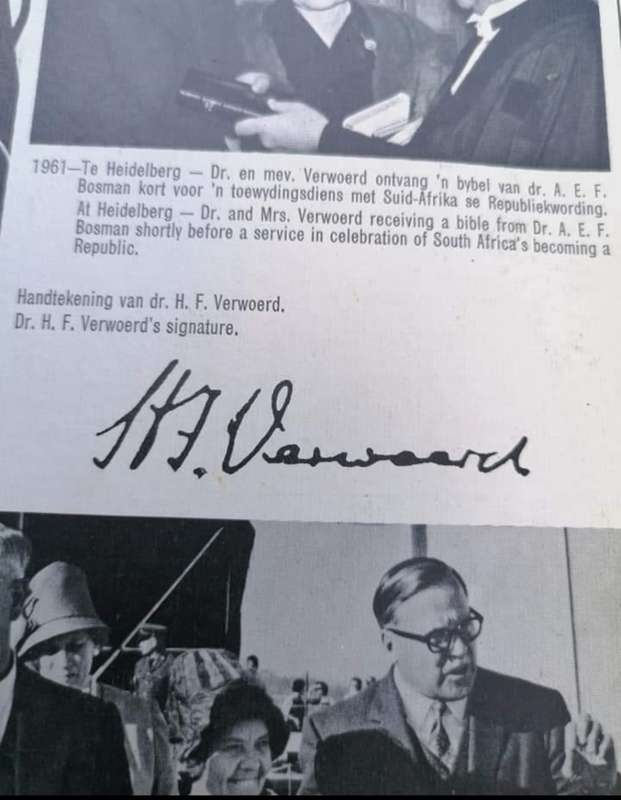 1961—Te Heidelberg — Dr. en mev. Verwoerd ontvang 'n bybel van dr. A. E. F.
Bosman kort voor 'n toewydingsdiens met Suid-Afrika se Republiekwording.
At Heidelberg — Dr. and Mrs. Verwoerd receiving a bible from Dr. A. E. F.
Bosman shortly before a service in celebration of South Africa's becoming a
Republic.
Handtekening van dr. H. F. Verwoerd.
Dr. H. F. Verwoerd's signature.
H. F. Verwoerd